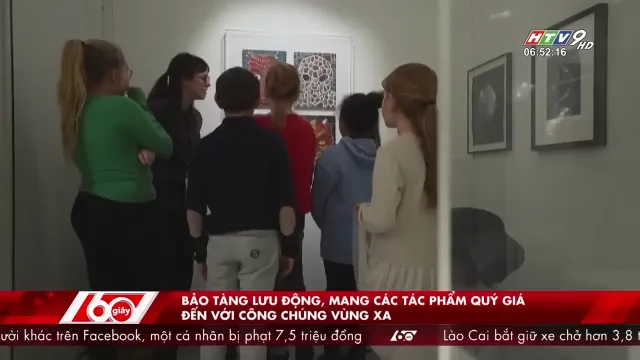 HTV9 HD
06:52:16
60 giây
BẢO TÀNG LƯU ĐỘNG, MANG CÁC TÁC PHẨM QUÝ GIÁ
ĐẾN VỚI CÔNG CHÚNG VÙNG XA
ười khác trên Facebook, một cá nhân bị phạt 7,5 triệu đồng
60
Lào Cai bắt giữ xe chở hơn 3,8 t